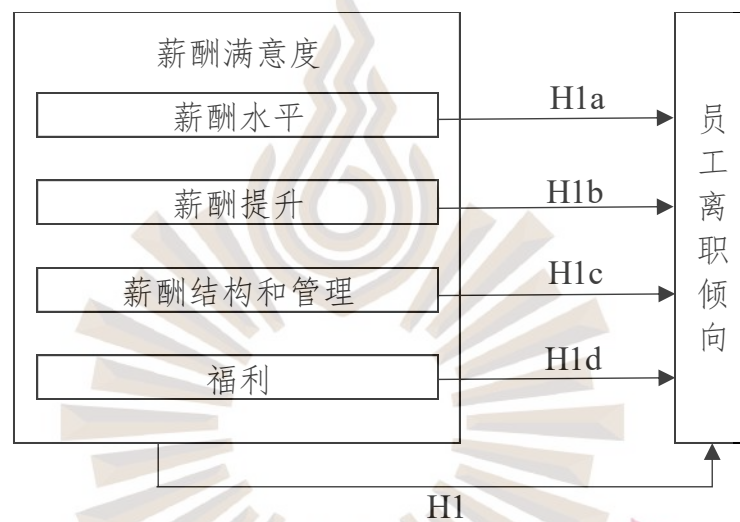 薪酬满意度
薪酬水平
H1a
薪酬提升
H1b
薪酬结构和管理
H1c
福利
H1d
员工离职倾向
H1